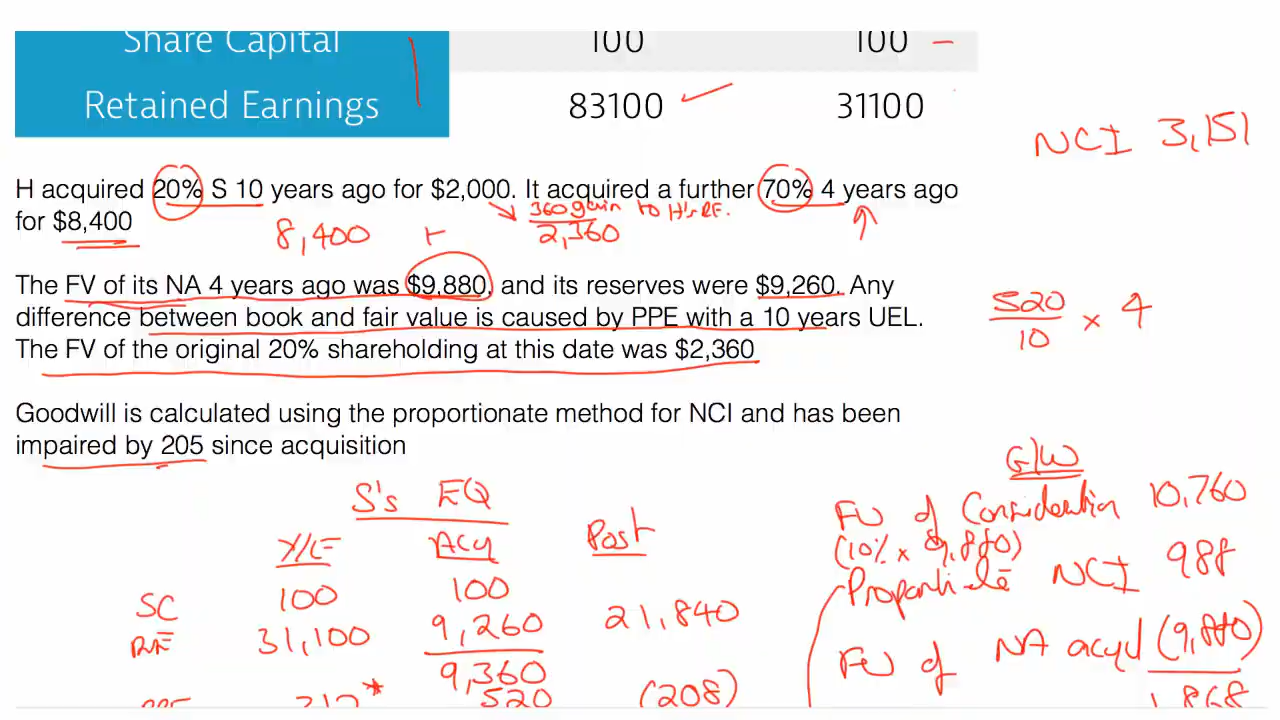 Share Capital 100 100 –
Retained Earnings 83100 31100
NCI 3,151
H acquired 20% S 10 years ago for $2,000. It acquired a further 70% 4 years ago
360 gain to H's RE.
for $8,400
8,400 + 2,360
The FV of its NA 4 years ago was $9,880, and its reserves were $9,260. Any
difference between book and fair value is caused by PPE with a 10 years UEL.
The FV of the original 20% shareholding at this date was $2,360
520
10 × 4
Goodwill is calculated using the proportionate method for NCI and has been
impaired by 205 since acquisition
S's EQ
Y/E ACQ Post
SC 100 100
RE 31,100 9,260 21,840
9,360
312* 520 (208)
G/W
FV of Consideration 10,760
(10% x 9,880)
Proportionate NCI 988
FV of NA acqd (9,880)
1,868